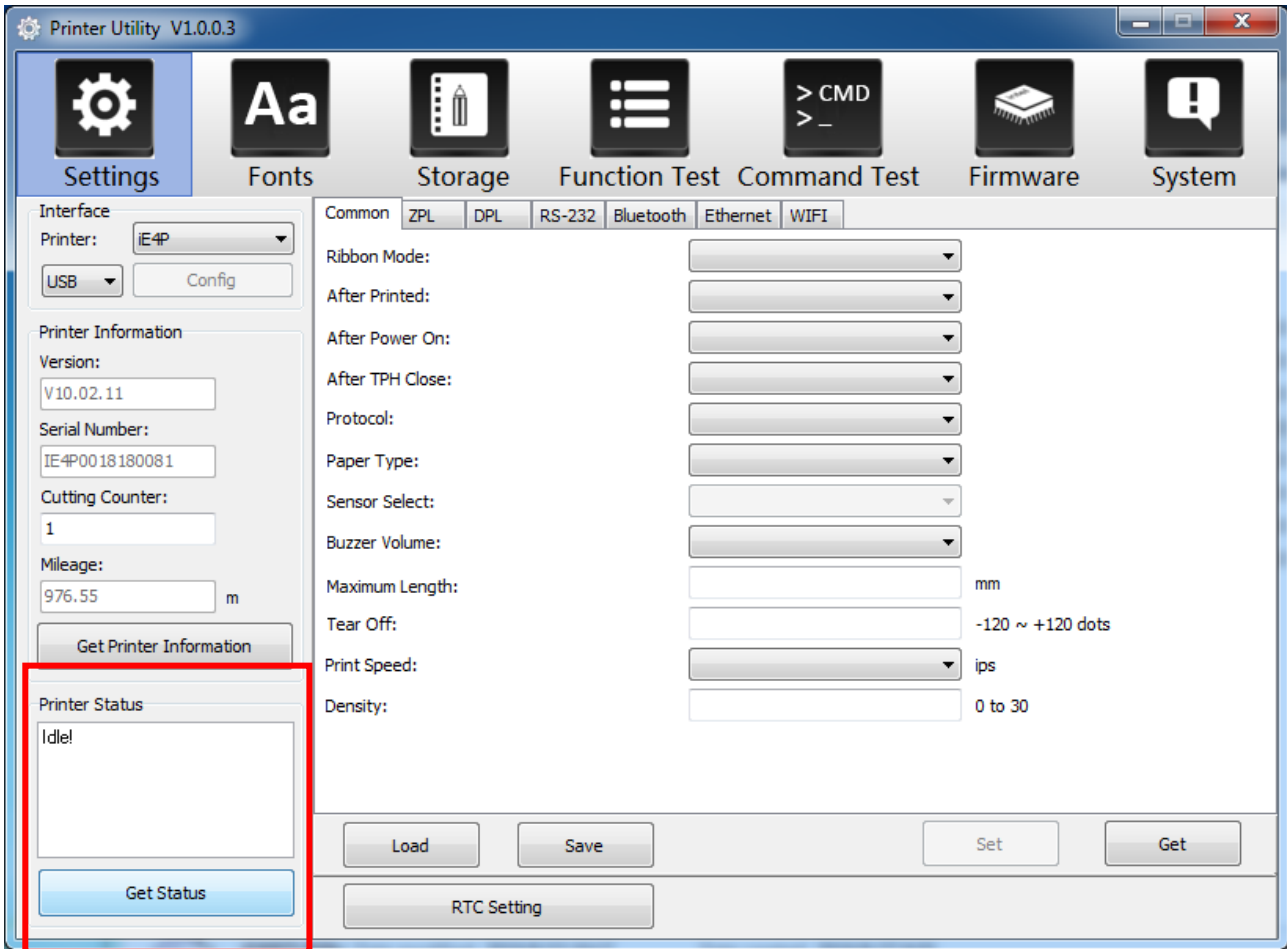 Printer Utility V1.0.0.3
Aa
> CMD
> _
Settings
Fonts
Storage
Function Test
Command Test
Firmware
System
Interface
Printer: iE4P
USB Config
Printer Information
Version:
V10.02.11
Serial Number:
IE4P0018180081
Cutting Counter:
1
Mileage:
976.55 m
Get Printer Information
Printer Status
Idle!
Get Status
Common ZPL DPL RS-232 Bluetooth Ethernet WIFI
Ribbon Mode:
After Printed:
After Power On:
After TPH Close:
Protocol:
Paper Type:
Sensor Select:
Buzzer Volume:
Maximum Length: mm
Tear Off: -120 ~ +120 dots
Print Speed: ips
Density: 0 to 30
Load Save Set Get
RTC Setting